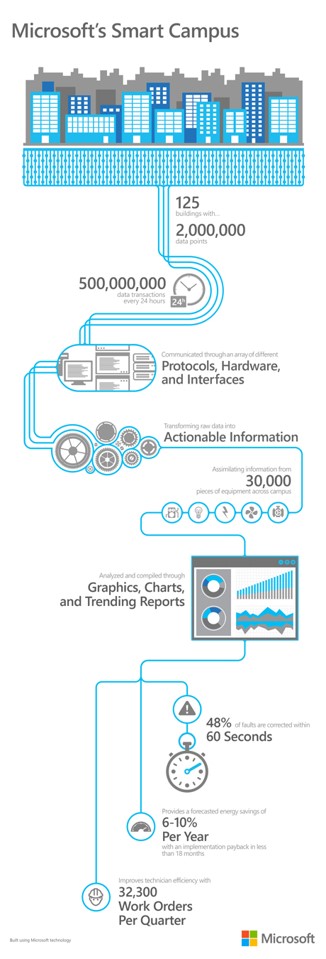 Microsoft's Smart Campus
125
buildings with...
2,000,000
data points
500,000,000
data transactions
every 24 hours
24h
Communicated through an array of different
Protocols, Hardware,
and Interfaces
Transforming raw data into
Actionable Information
Assimilating information from
30,000
pieces of equipment across campus
Analyzed and compiled through
Graphics, Charts,
and Trending Reports
48% of faults are corrected within
60 Seconds
Provides a forecasted energy savings of
6-10%
Per Year
with an implementation payback in less
than 18 months
Improves technician efficiency with
32,300
Work Orders
Per Quarter
Built using Microsoft technology
Microsoft